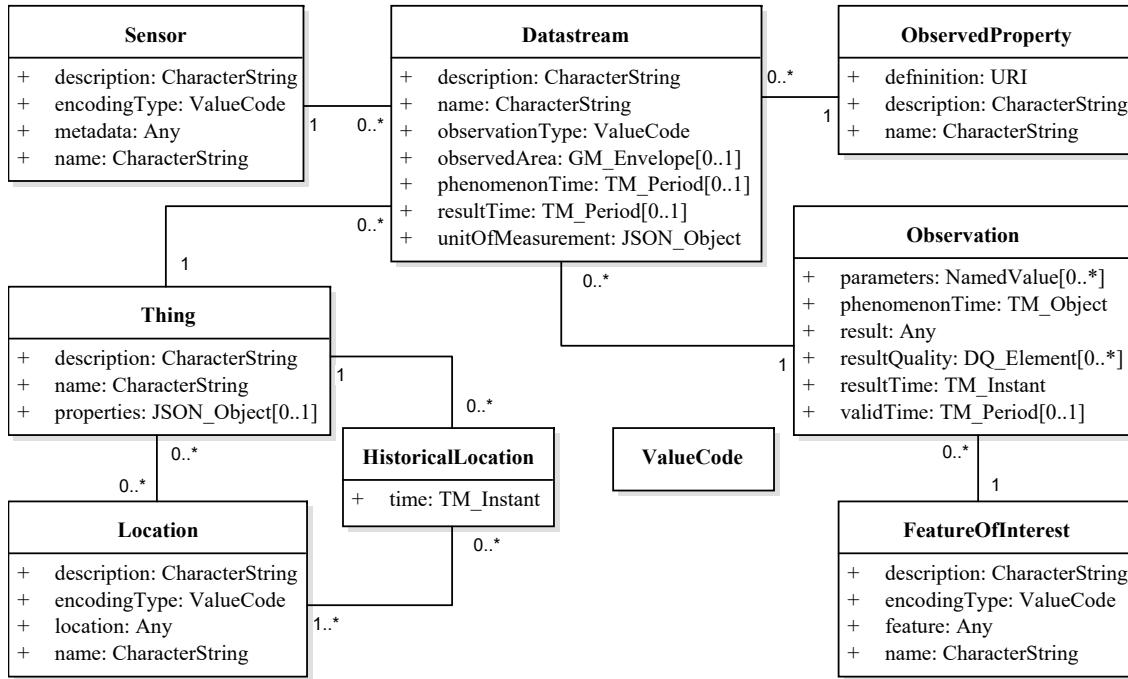 Sensor
+ description: CharacterString
+ encodingType: ValueCode
+ metadata: Any
+ name: CharacterString
1
0..*
Datastream
+ description: CharacterString
+ name: CharacterString
+ observationType: ValueCode
+ observedArea: GM_Envelope[0..1]
+ phenomenonTime: TM_Period[0..1]
+ resultTime: TM_Period[0..1]
+ unitOfMeasurement: JSON_Object
0..*
1
ObservedProperty
+ defninition: URI
+ description: CharacterString
+ name: CharacterString
0..*
1
0..*
1
Observation
+ parameters: NamedValue[0..*]
+ phenomenonTime: TM_Object
+ result: Any
+ resultQuality: DQ_Element[0..*]
+ resultTime: TM_Instant
+ validTime: TM_Period[0..1]
Thing
+ description: CharacterString
+ name: CharacterString
+ properties: JSON_Object[0..1]
1
0..*
0..*
0..*
HistoricalLocation
+ time: TM_Instant
ValueCode
0..*
1
0..*
1..*
Location
+ description: CharacterString
+ encodingType: ValueCode
+ location: Any
+ name: CharacterString
FeatureOfInterest
+ description: CharacterString
+ encodingType: ValueCode
+ feature: Any
+ name: CharacterString